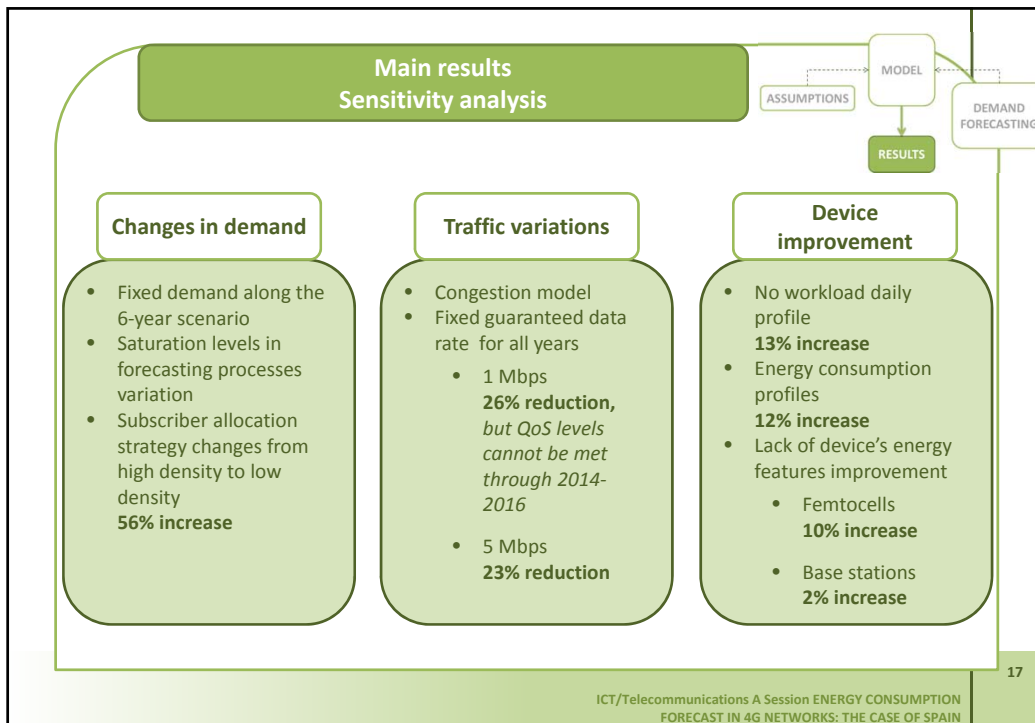 Main results
Sensitivity analysis
MODEL
ASSUMPTIONS
DEMAND
FORECASTING
RESULTS
Changes in demand
• Fixed demand along the
6-year scenario
• Saturation levels in
forecasting processes
variation
• Subscriber allocation
strategy changes from
high density to low
density
56% increase
Traffic variations
• Congestion model
• Fixed guaranteed data
rate for all years
• 1 Mbps
26% reduction,
but QoS levels
cannot be met
through 2014-
2016
• 5 Mbps
23% reduction
Device
improvement
• No workload daily
profile
13% increase
• Energy consumption
profiles
12% increase
• Lack of device's energy
features improvement
• Femtocells
10% increase
• Base stations
2% increase
17
ICT/Telecommunications A Session ENERGY CONSUMPTION
FORECAST IN 4G NETWORKS: THE CASE OF SPAIN